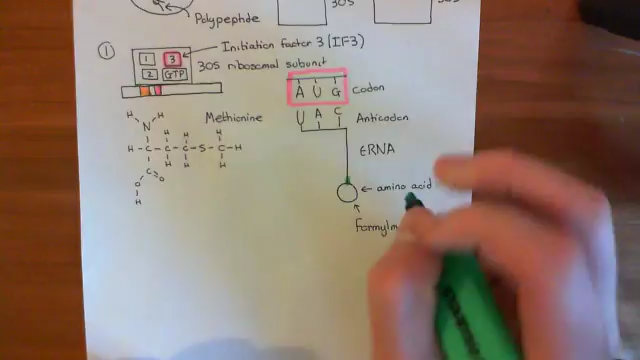 Polypeptide
30S
1
Initiation factor 3 (IF3)
1 3
2 GTP
30S ribosomal subunit
A U G Codon
U A C Anticodon
Methionine
H H
N H H H
H-C-C-C-S-C-H
H H H
C
O O
H
tRNA
amino acid